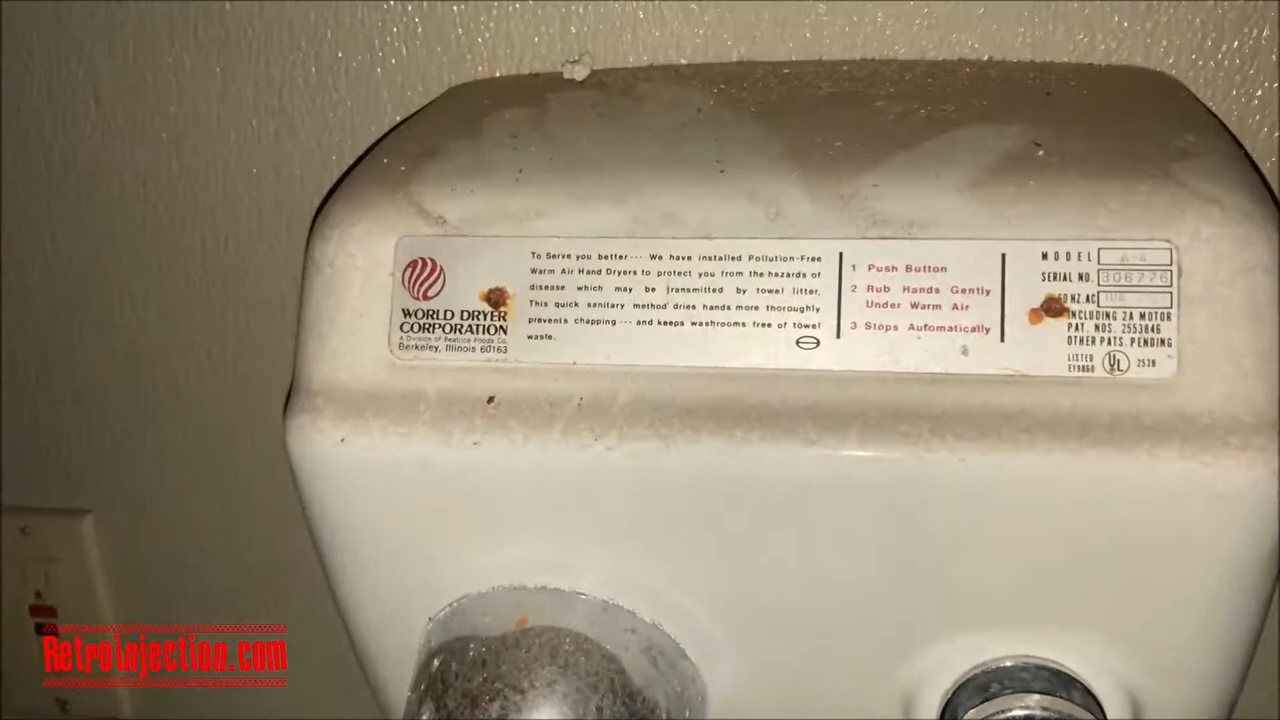 WORLD DRYER
CORPORATION
A Division of Beatrice Foods Co.
Berkeley, Illinois 60163
To Serve you better--- We have installed Pollution-Free
Warm Air Hand Dryers to protect you from the hazards of
disease which may be transmitted by towel litter.
This quick sanitary method dries hands more thoroughly
prevents chapping --- and keeps washrooms free of towel
waste.
1 Push Button
2 Rub Hands Gently
Under Warm Air
3 Stops Automatically
MODEL A-4
SERIAL NO. 306776
HZ.AC
INCLUDING 2A MOTOR
PAT. NOS. 2553846
OTHER PATS. PENDING
LISTED
UL
Retroinjection.com